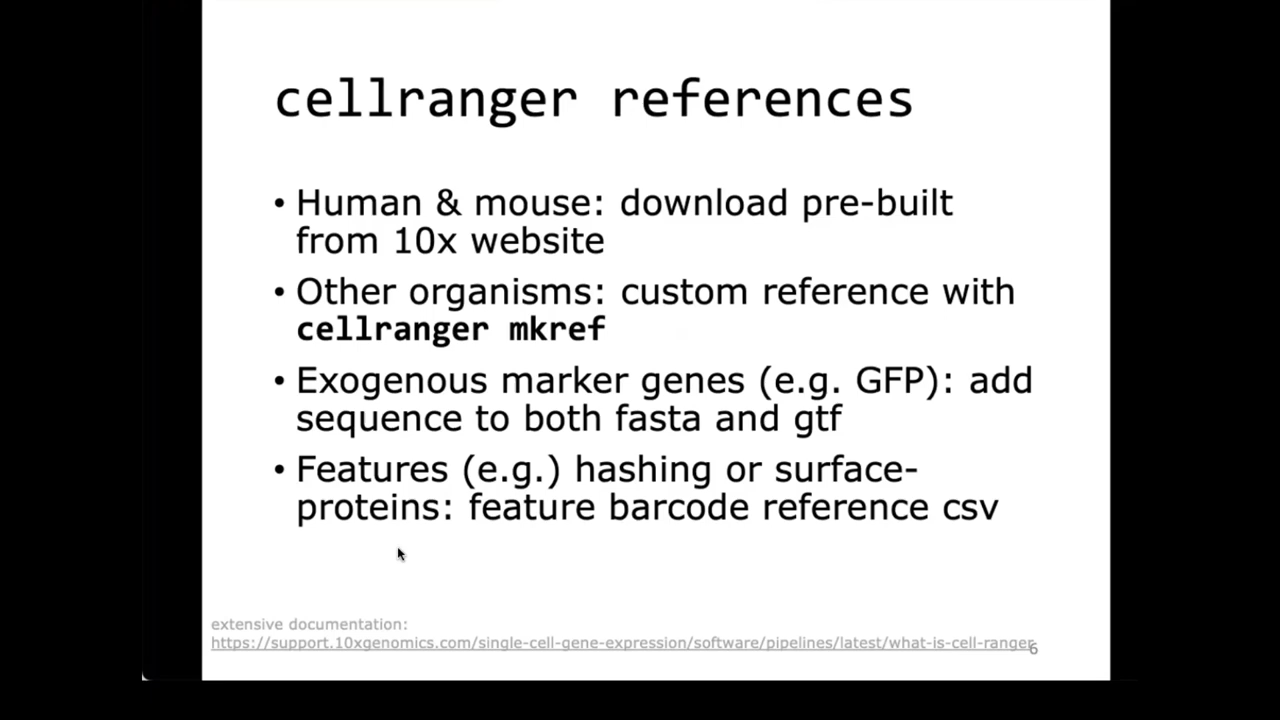 cellranger references
• Human & mouse: download pre-built
from 10x website
• Other organisms: custom reference with
cellranger mkref
• Exogenous marker genes (e.g. GFP): add
sequence to both fasta and gtf
• Features (e.g.) hashing or surface-
proteins: feature barcode reference csv
extensive documentation:
https://support.10xgenomics.com/single-cell-gene-expression/software/pipelines/latest/what-is-cell-ranger
6